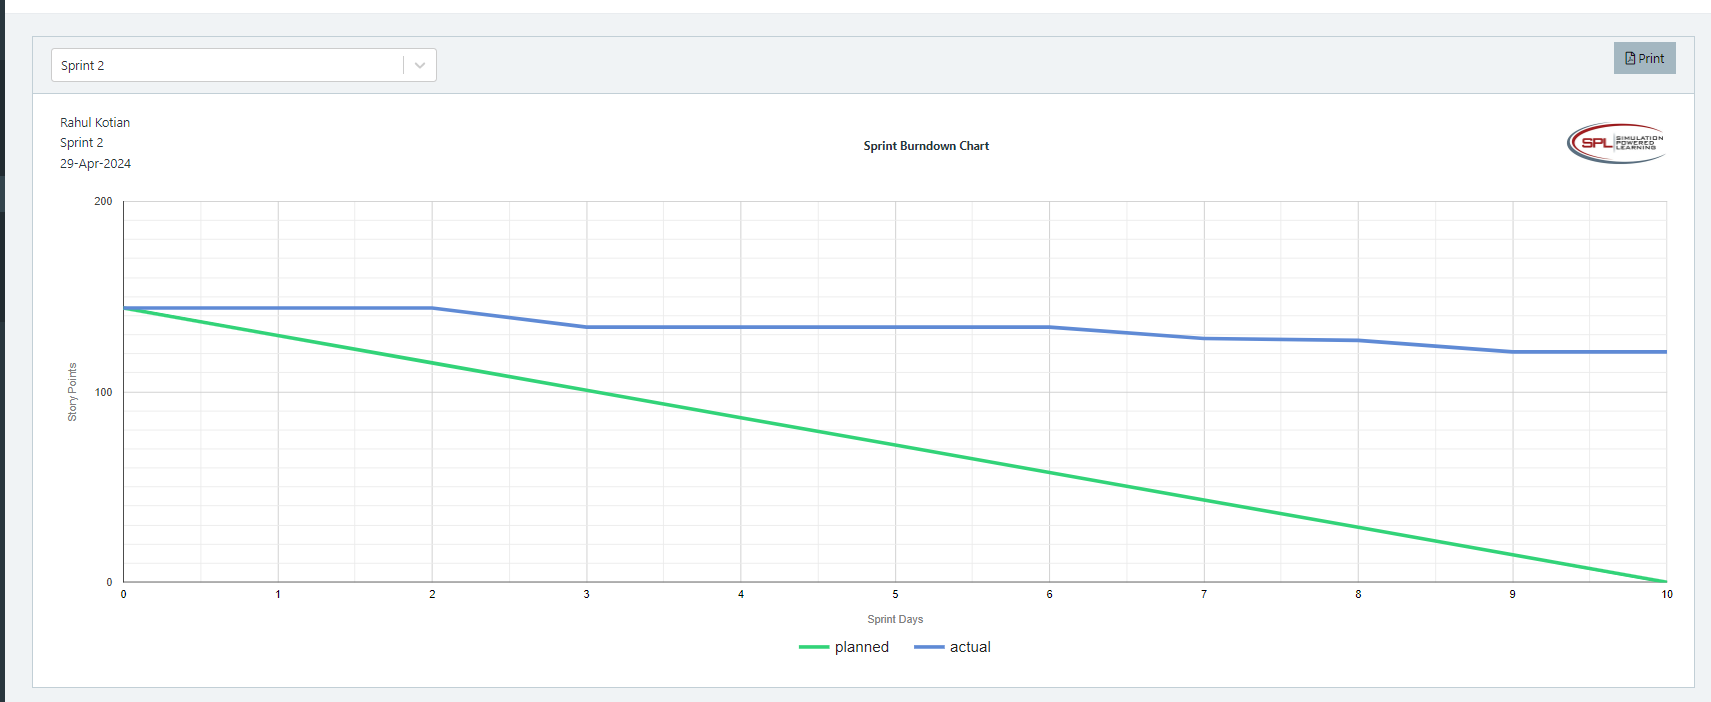 Sprint 2
Print
Rahul Kotian
Sprint 2
29-Apr-2024
Sprint Burndown Chart
SPL
SIMULATION
POWERED
LEARNING
200
100
0
Story Points
0 1 2 3 4 5 6 7 8 9 10
Sprint Days
planned actual